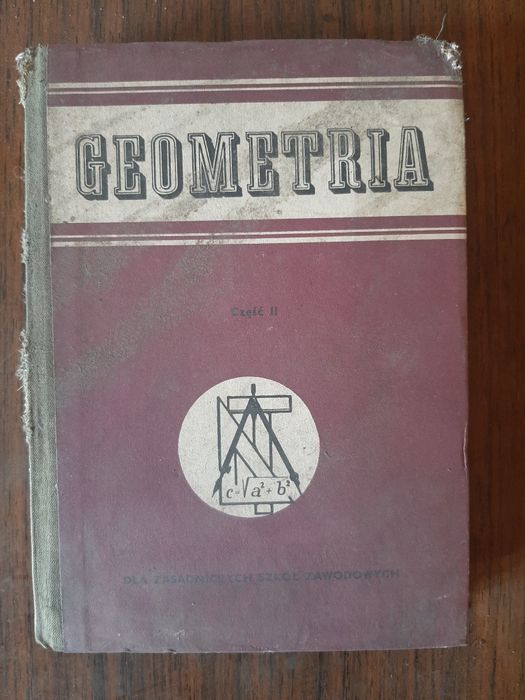 GEOMETRIA
Część II
c=√a²+b²
DLA ZASADNICZYCH SZKÓŁ ZAWODOWYCH